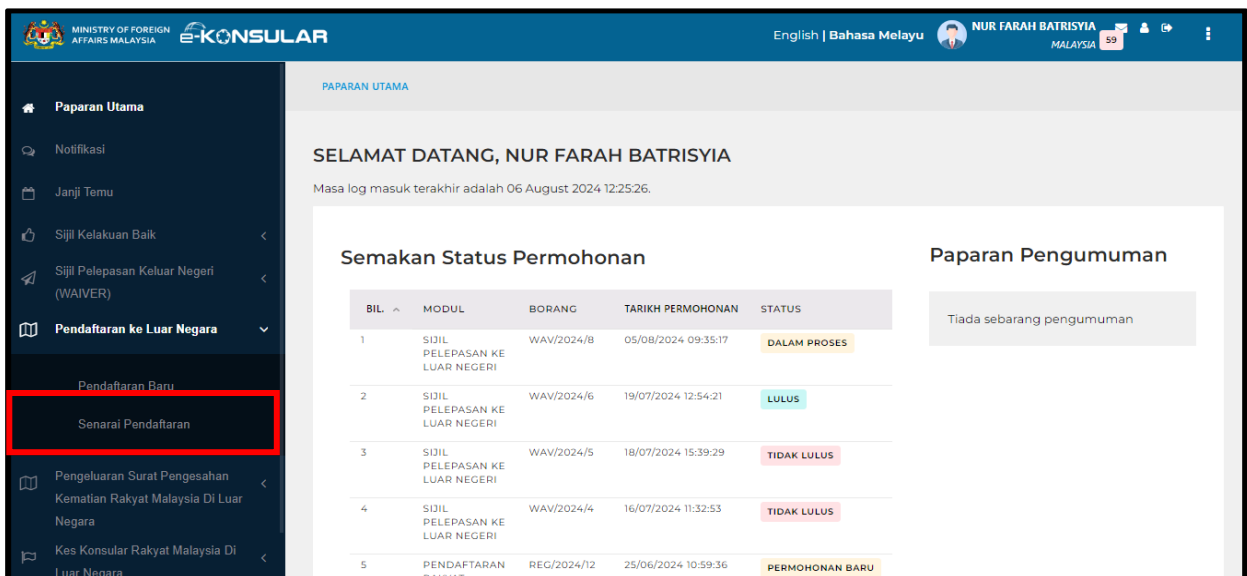 MINISTRY OF FOREIGN
AFFAIRS MALAYSIA
e-KONSULAR
English | Bahasa Melayu
NUR FARAH BATRISYIA
MALAYSIA
59
Paparan Utama
Notifikasi
Janji Temu
Sijil Kelakuan Baik
Sijil Pelepasan Keluar Negeri
(WAIVER)
Pendaftaran ke Luar Negara
Pendaftaran Baru
Senarai Pendaftaran
Pengeluaran Surat Pengesahan
Kematian Rakyat Malaysia Di Luar
Negara
Kes Konsular Rakyat Malaysia Di
Luar Negara
PAPARAN UTAMA
SELAMAT DATANG, NUR FARAH BATRISYIA
Masa log masuk terakhir adalah 06 August 2024 12:25:26.
Semakan Status Permohonan
BIL. MODUL BORANG TARIKH PERMOHONAN STATUS
1 SIJIL WAV/2024/8 05/08/2024 09:35:17 DALAM PROSES
PELEPASAN KE
LUAR NEGERI
2 SIJIL WAV/2024/6 19/07/2024 12:54:21 LULUS
PELEPASAN KE
LUAR NEGERI
3 SIJIL WAV/2024/5 18/07/2024 15:39:29 TIDAK LULUS
PELEPASAN KE
LUAR NEGERI
4 SIJIL WAV/2024/4 16/07/2024 11:32:53 TIDAK LULUS
PELEPASAN KE
LUAR NEGERI
5 PENDAFTARAN REG/2024/12 25/06/2024 10:59:36 PERMOHONAN BARU
Paparan Pengumuman
Tiada sebarang pengumuman